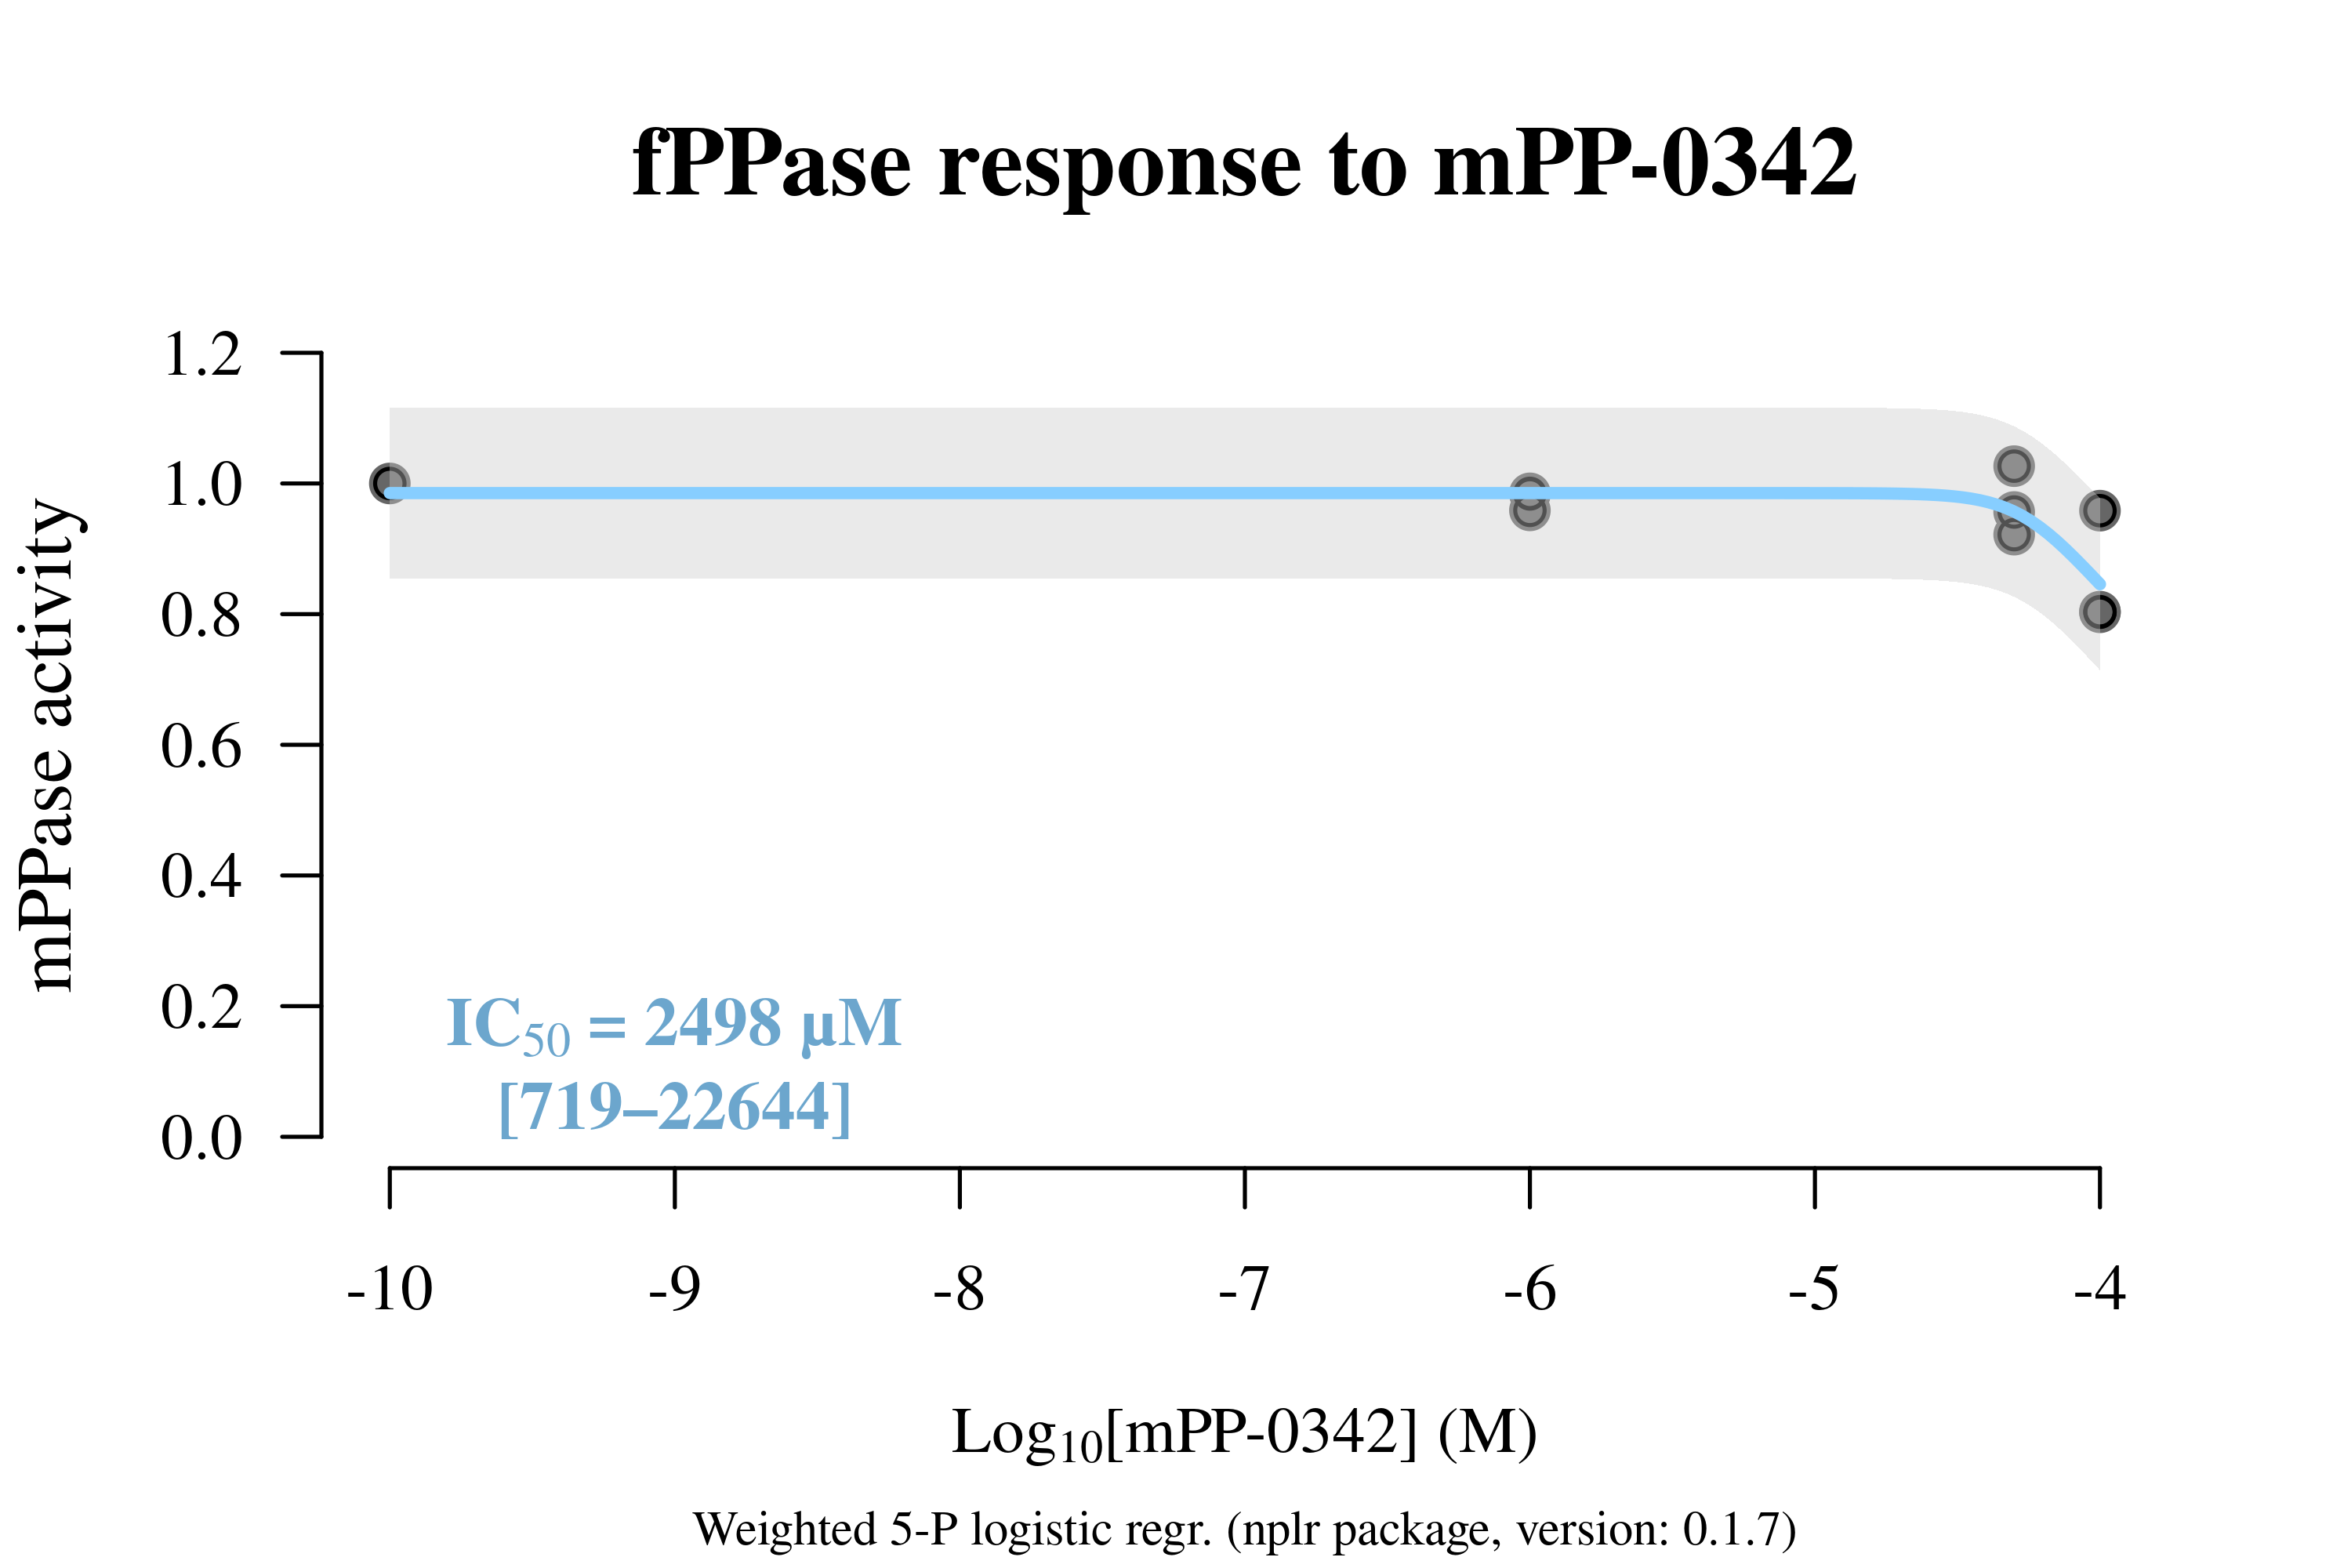 fPPase response to mPP-0342
mPPase activity
1.2
1.0
0.8
0.6
0.4
0.2
0.0
IC50 = 2498 µM
[719–22644]
-10 -9 -8 -7 -6 -5 -4
Log10[mPP-0342] (M)
Weighted 5-P logistic regr. (nplr package, version: 0.1.7)